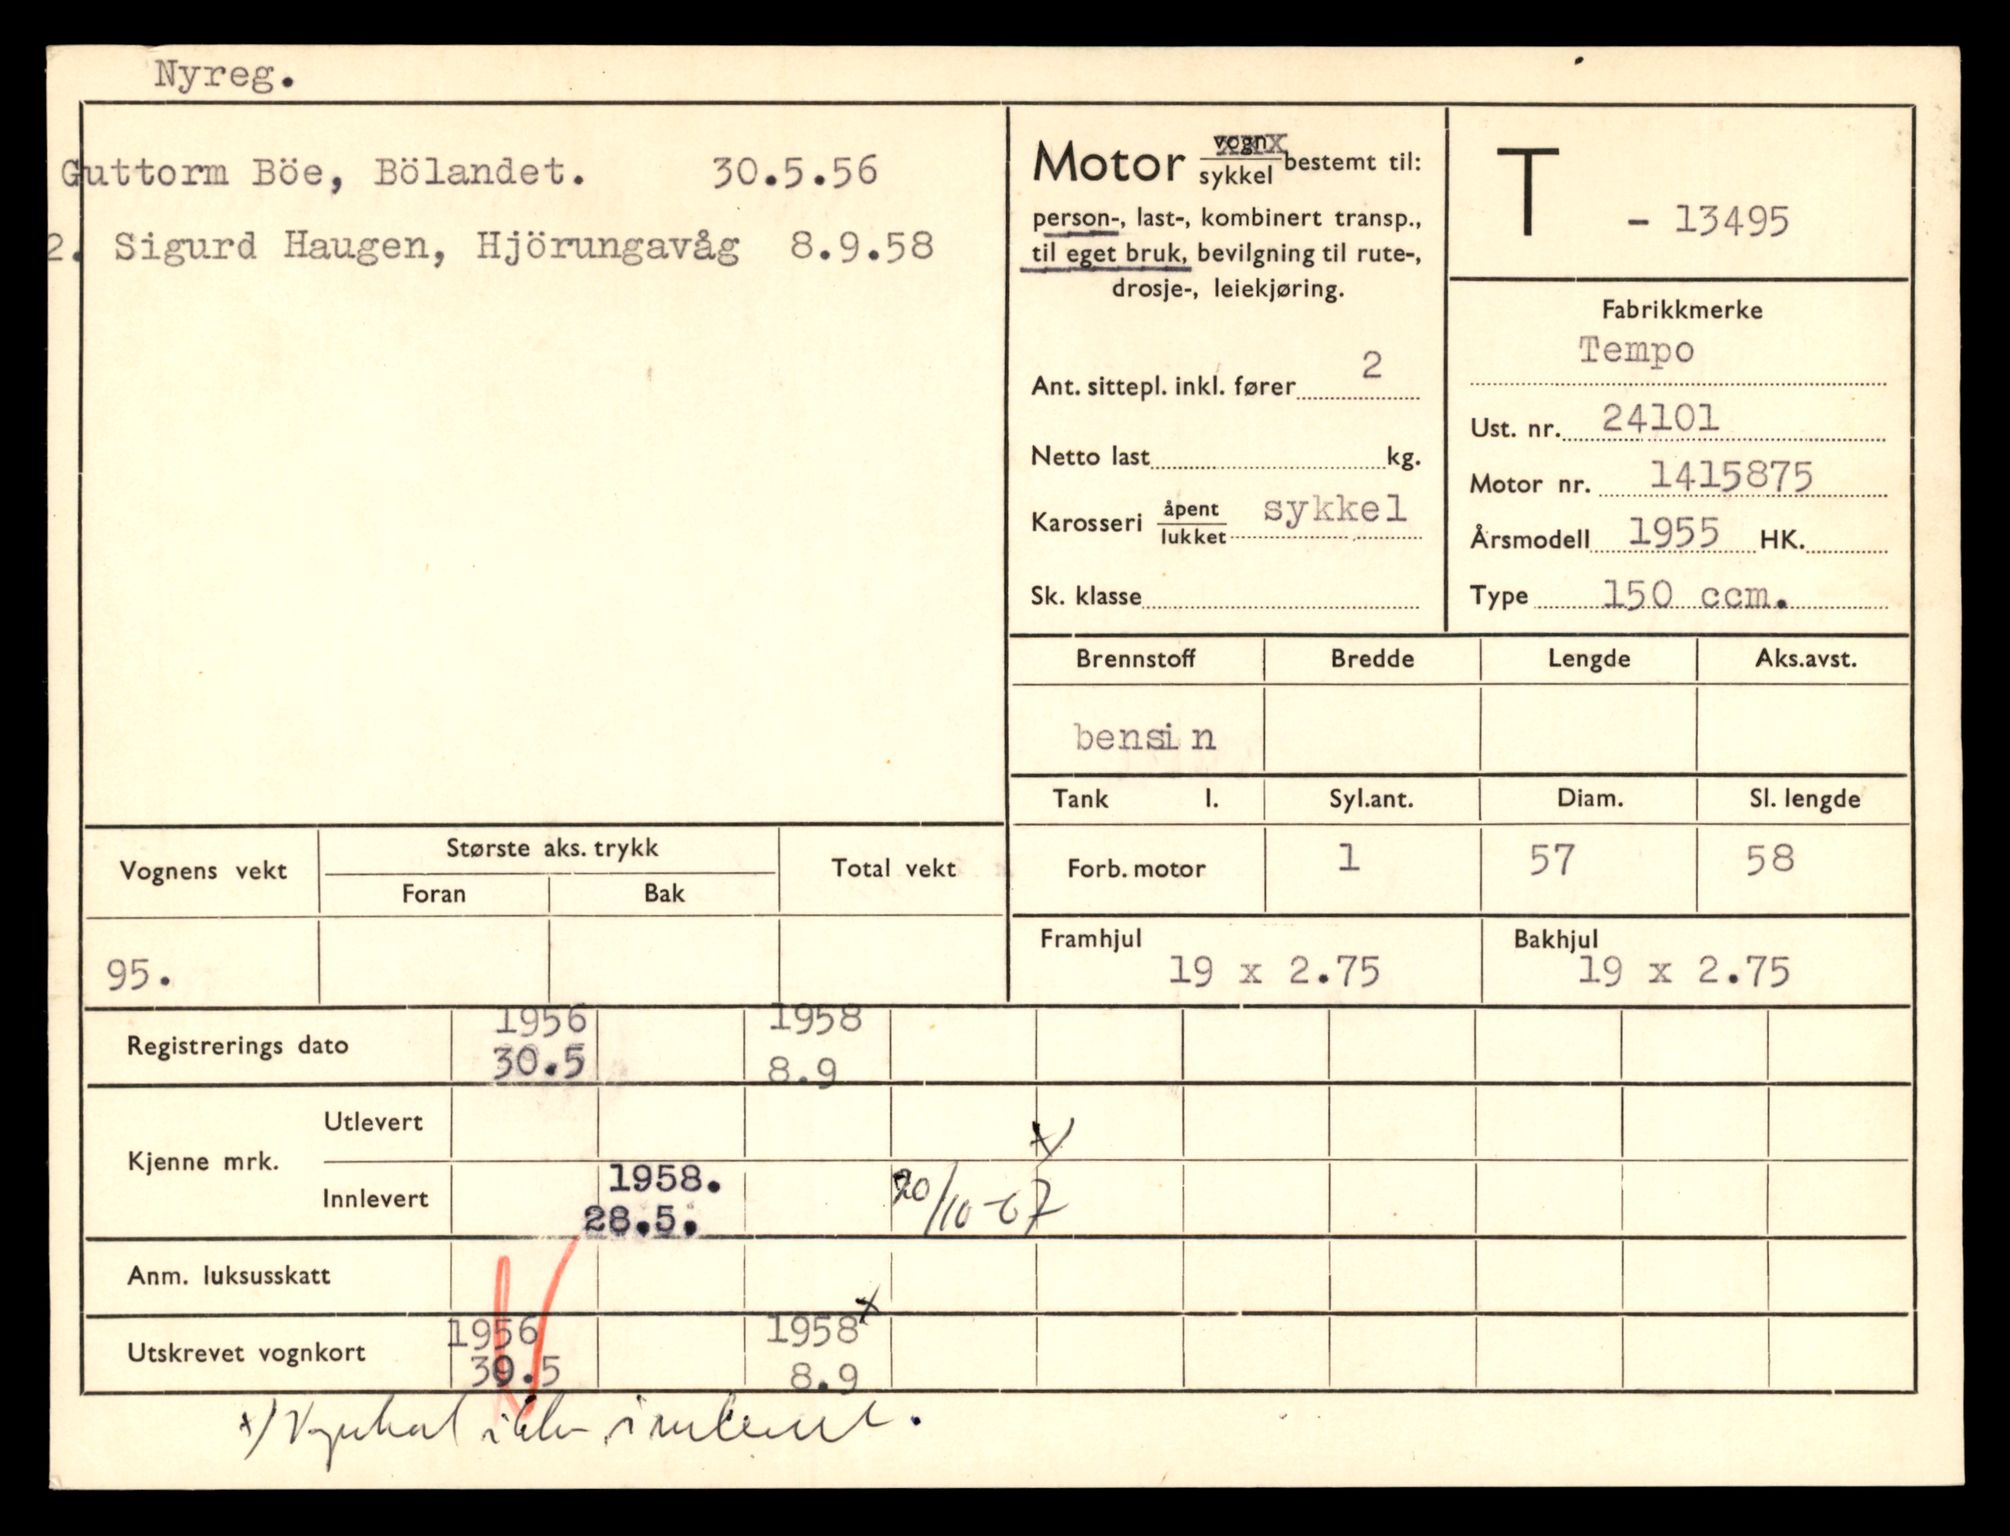 Nyreg.
Guttorm Böe, Bölandet. 30.5.56
2. Sigurd Haugen, Hjörungavåg 8.9.58
Motor vogn sykkel bestemt til:
person-, last-, kombinert transp.,
til eget bruk, bevilgning til rute-,
drosje-, leiekjøring.
Ant. sittepl. inkl. fører 2
Netto last kg.
Karosseri åpent lukket sykkel
Sk. klasse
T - 13495
Fabrikkmerke
Tempo
Ust. nr. 24101
Motor nr. 1415875
Årsmodell 1955 HK.
Type 150 ccm.
Brennstoff Bredde Lengde Aks.avst.
bensin
Tank l. Syl.ant. Diam. Sl. lengde
Forb. motor 1 57 58
Framhjul Bakhjul
19 x 2.75 19 x 2.75
Vognens vekt Største aks. trykk Total vekt
Foran Bak
95.
Registrerings dato 1956 1958
30.5 8.9
Kjenne mrk. Utlevert x)
Innlevert 1958. 20/10-67
28.5.
Anm. luksusskatt
Utskrevet vognkort 1956 1958 x
30.5 8.9
x) Vognkort ikke innlevert.